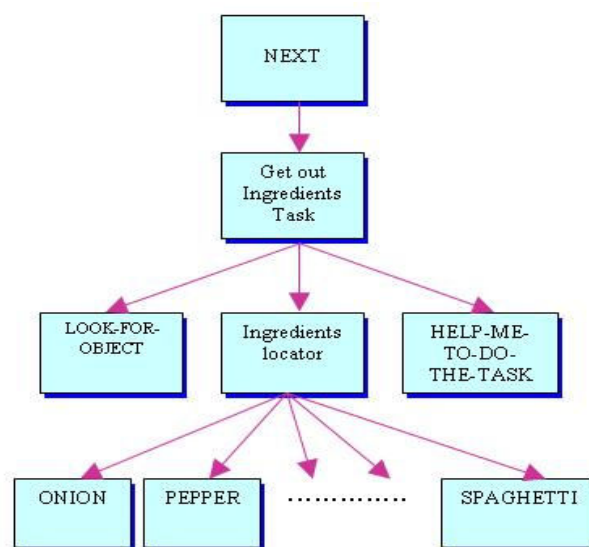 NEXT
Get out
Ingredients
Task
LOOK-FOR-
OBJECT
Ingredients
locator
HELP-ME-
TO-DO-
THE-TASK
ONION
PEPPER
..............
SPAGHETTI